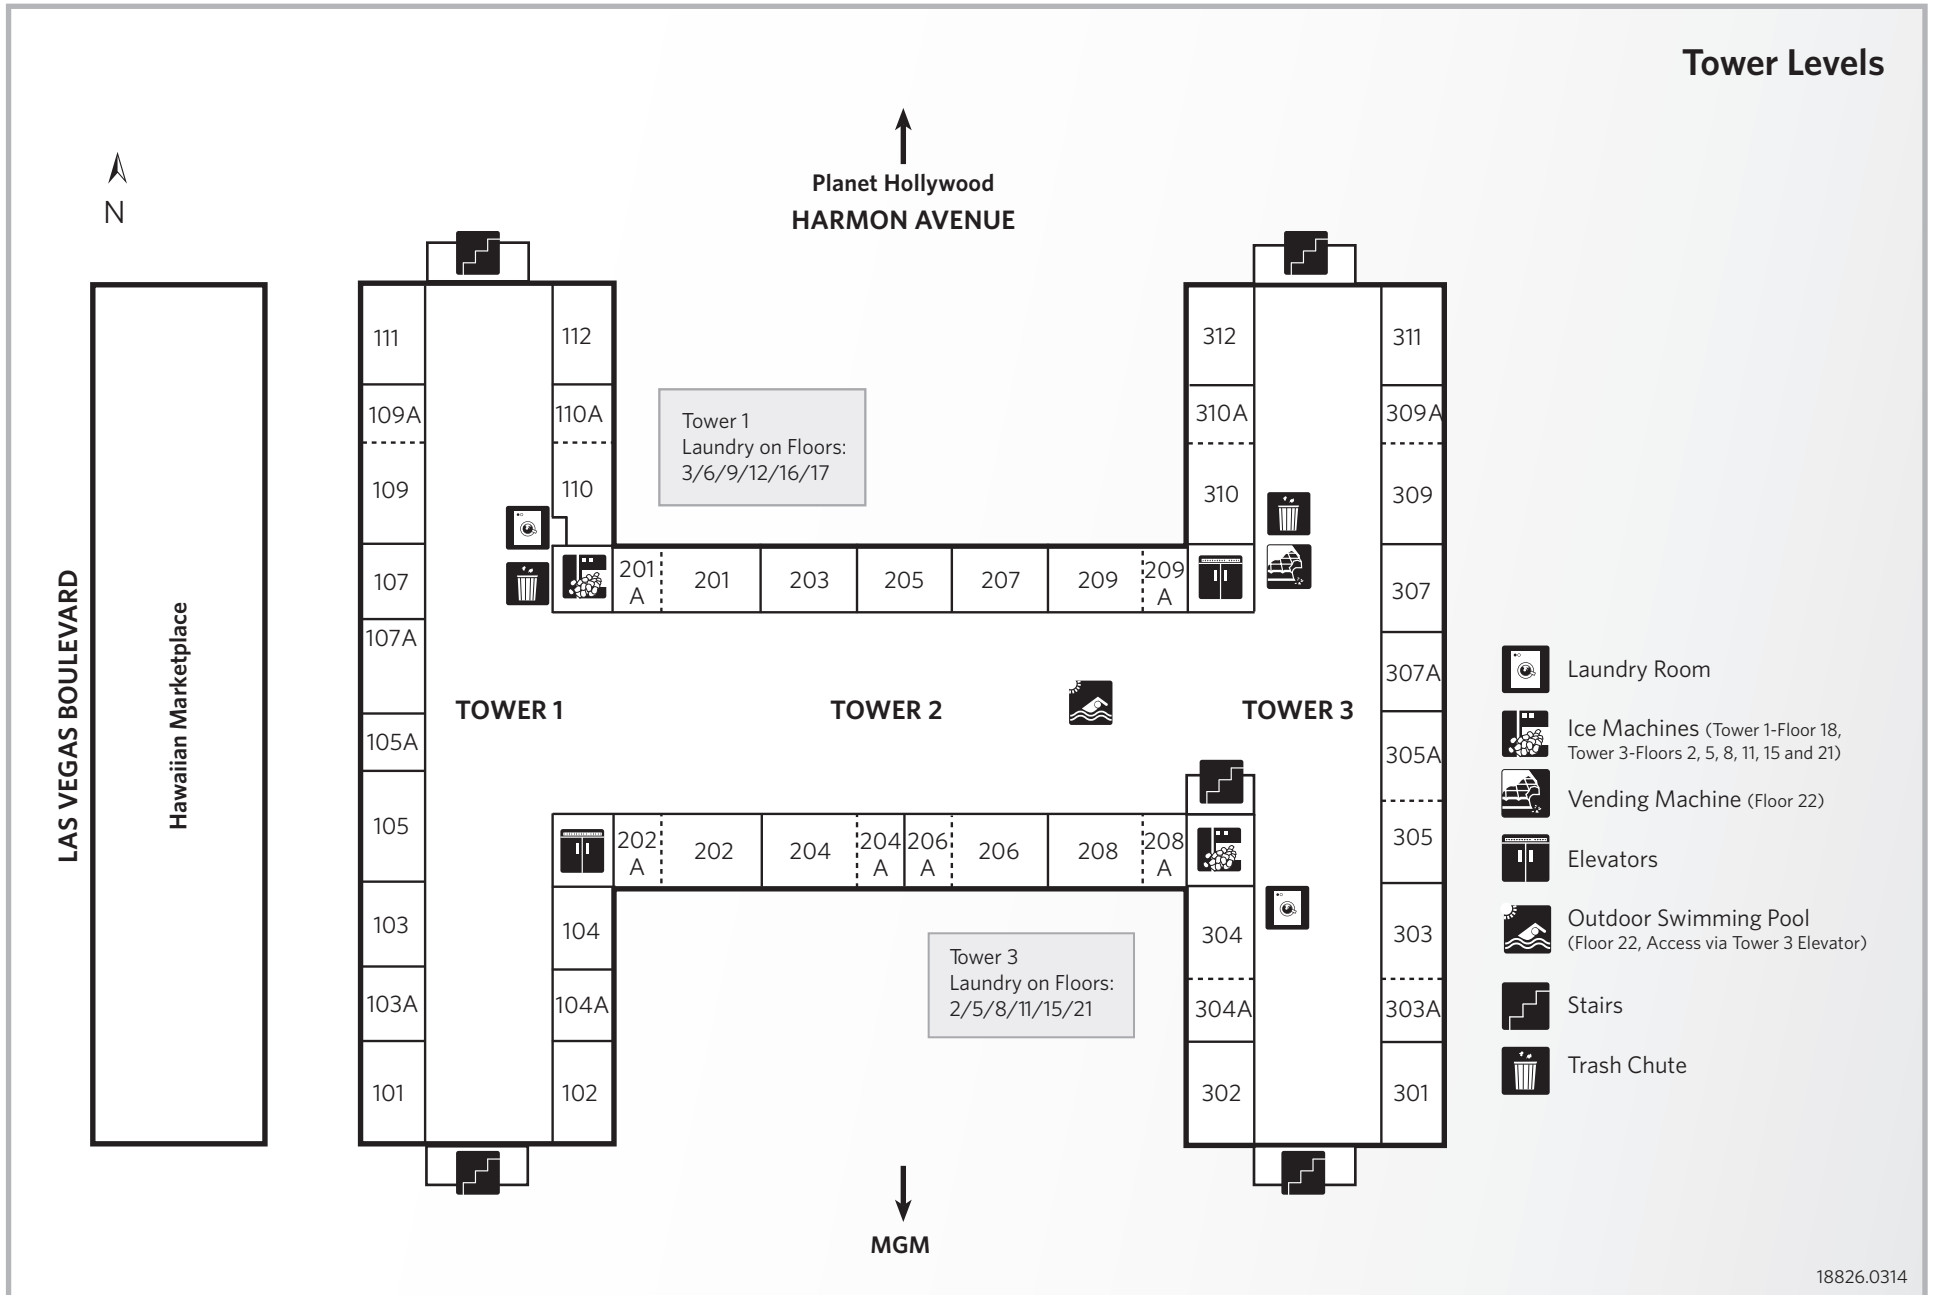 Tower Levels
N
Planet Hollywood
HARMON AVENUE
LAS VEGAS BOULEVARD
Hawaiian Marketplace
111
112
109A
110A
109
110
107
107A
105A
105
103
104
103A
104A
101
102
Tower 1
Laundry on Floors:
3/6/9/12/16/17
201
A
201
203
205
207
209
209
A
TOWER 1
TOWER 2
TOWER 3
202
A
202
204
204
A
206
A
206
208
208
A
Tower 3
Laundry on Floors:
2/5/8/11/15/21
312
311
310A
309A
310
309
307
307A
305A
305
304
303
304A
303A
302
301
Laundry Room
Ice Machines (Tower 1-Floor 18,
Tower 3-Floors 2, 5, 8, 11, 15 and 21)
Vending Machine (Floor 22)
Elevators
Outdoor Swimming Pool
(Floor 22, Access via Tower 3 Elevator)
Stairs
Trash Chute
MGM
18826.0314